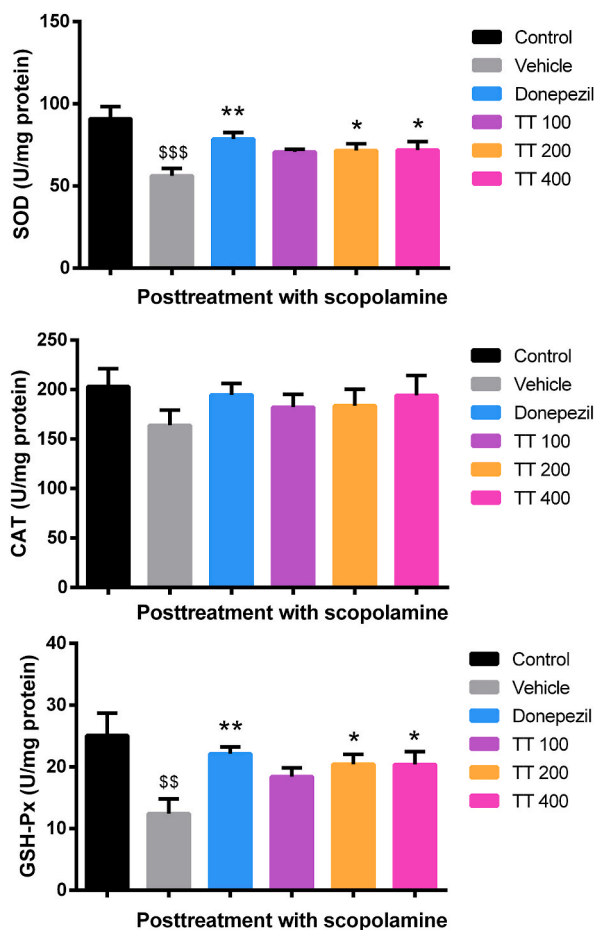 SOD (U/mg protein)
150
100
50
0
$$$
**
*
*
Posttreatment with scopolamine
Control
Vehicle
Donepezil
TT 100
TT 200
TT 400
CAT (U/mg protein)
250
200
150
100
50
0
Posttreatment with scopolamine
Control
Vehicle
Donepezil
TT 100
TT 200
TT 400
GSH-Px (U/mg protein)
40
30
20
10
0
$$
**
*
*
Posttreatment with scopolamine
Control
Vehicle
Donepezil
TT 100
TT 200
TT 400